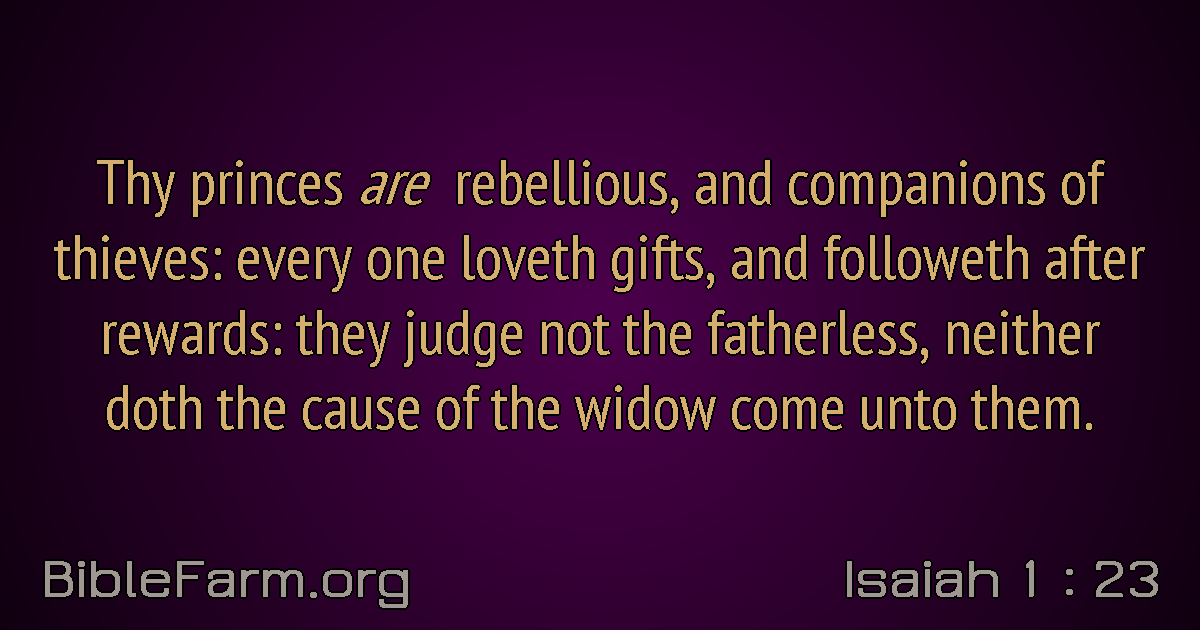 Thy princes are rebellious, and companions of
thieves: every one loveth gifts, and followeth after
rewards: they judge not the fatherless, neither
doth the cause of the widow come unto them.
BibleFarm.org
Isaiah 1 : 23